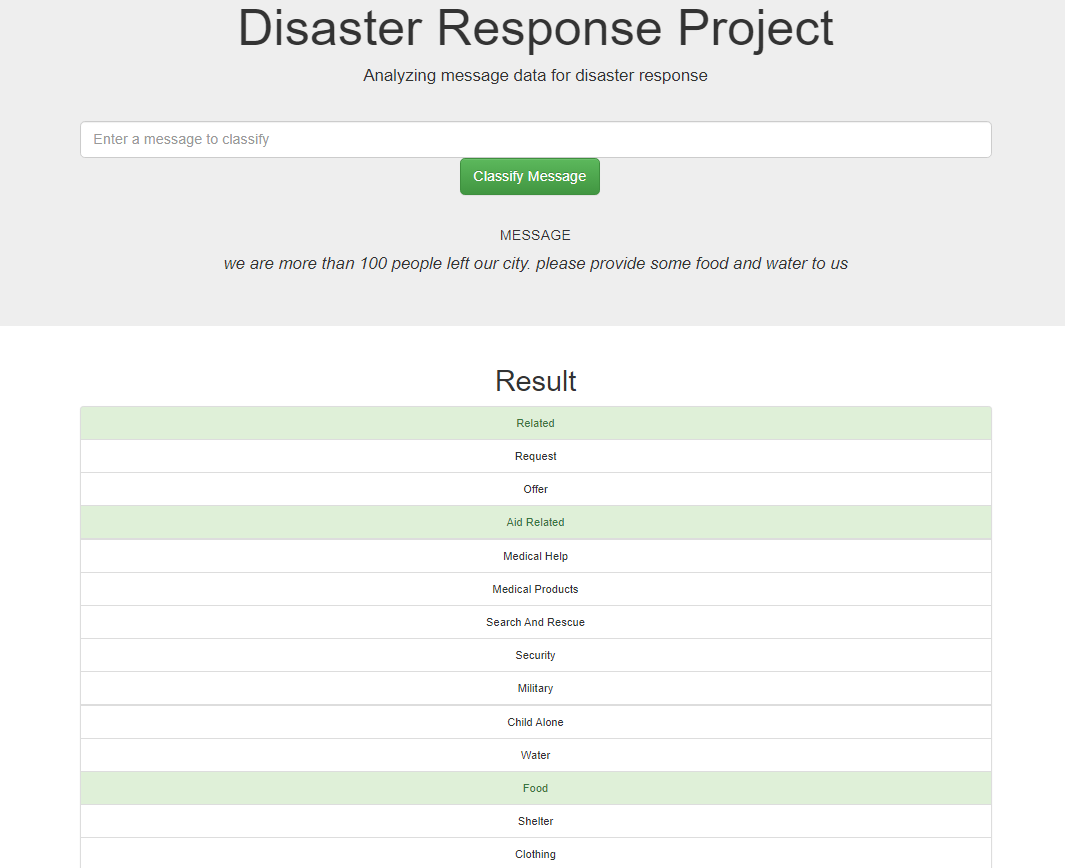 Disaster Response Project
Analyzing message data for disaster response
Enter a message to classify
Classify Message
MESSAGE
we are more than 100 people left our city. please provide some food and water to us
Result
Related
Request
Offer
Aid Related
Medical Help
Medical Products
Search And Rescue
Security
Military
Child Alone
Water
Food
Shelter
Clothing